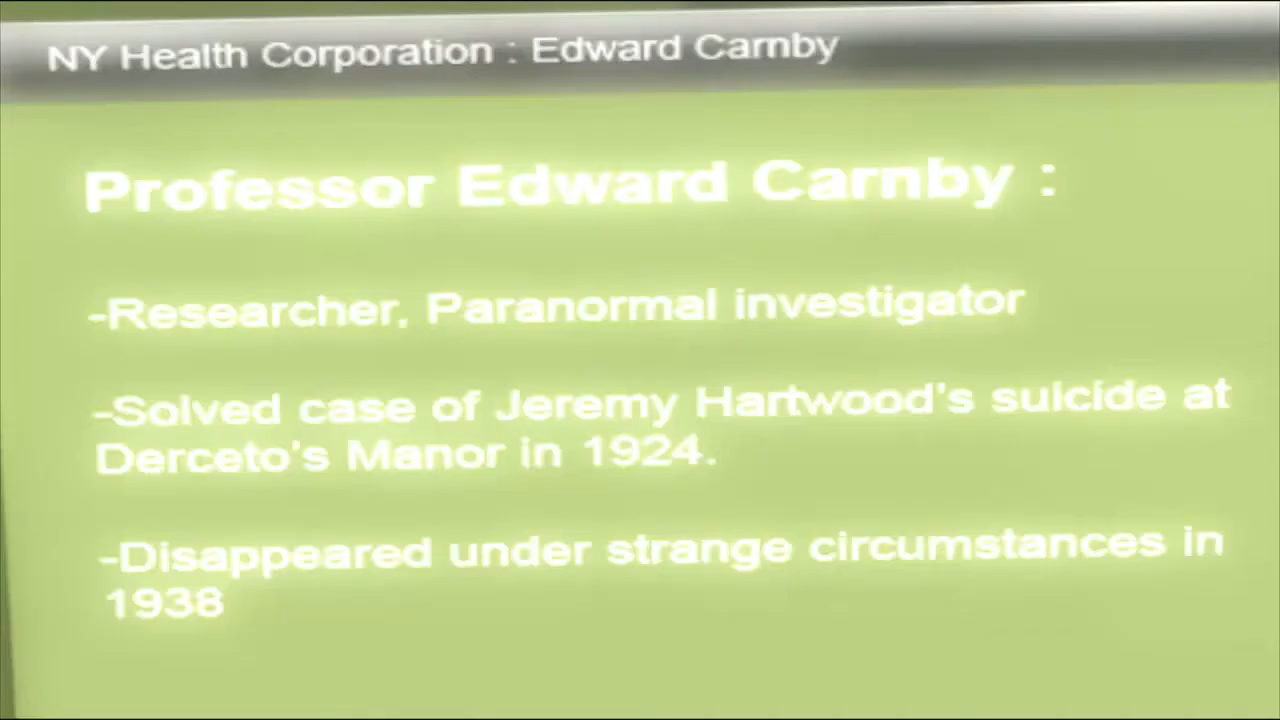 NY Health Corporation : Edward Carnby
Professor Edward Carnby :
-Researcher, Paranormal investigator
-Solved case of Jeremy Hartwood's suicide at
Derceto's Manor in 1924.
-Disappeared under strange circumstances in
1938